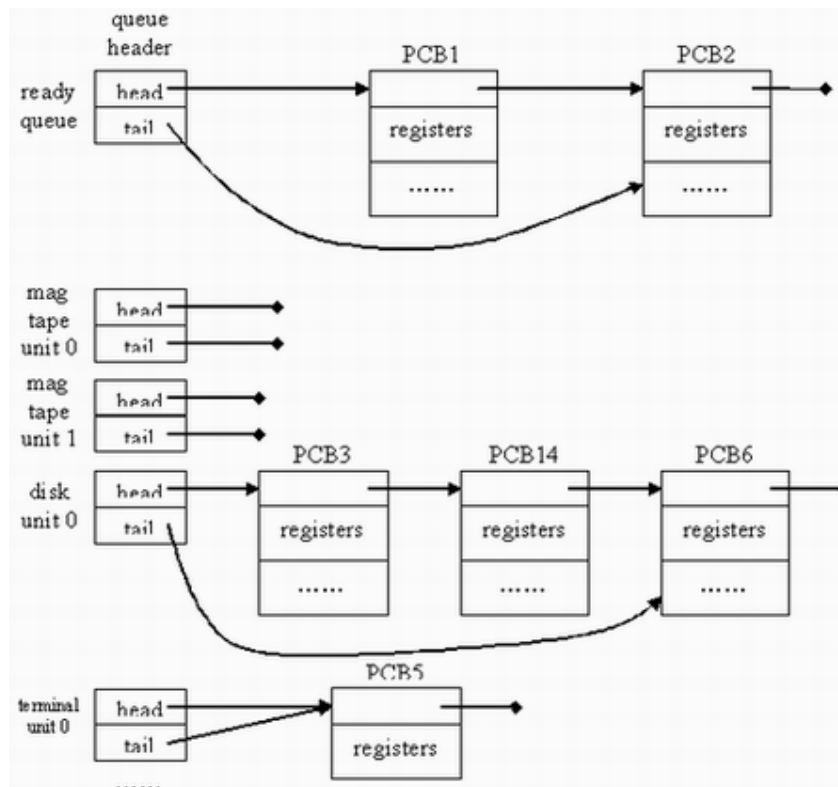 queue
header
PCB1
PCB2
ready
queue
head
tail
registers
registers
......
......
mag
tape
unit 0
head
tail
mag
tape
unit 1
head
tail
PCB3
PCB14
PCB6
disk
unit 0
head
tail
registers
registers
registers
......
......
......
PCB5
terminal
unit 0
head
tail
registers
......